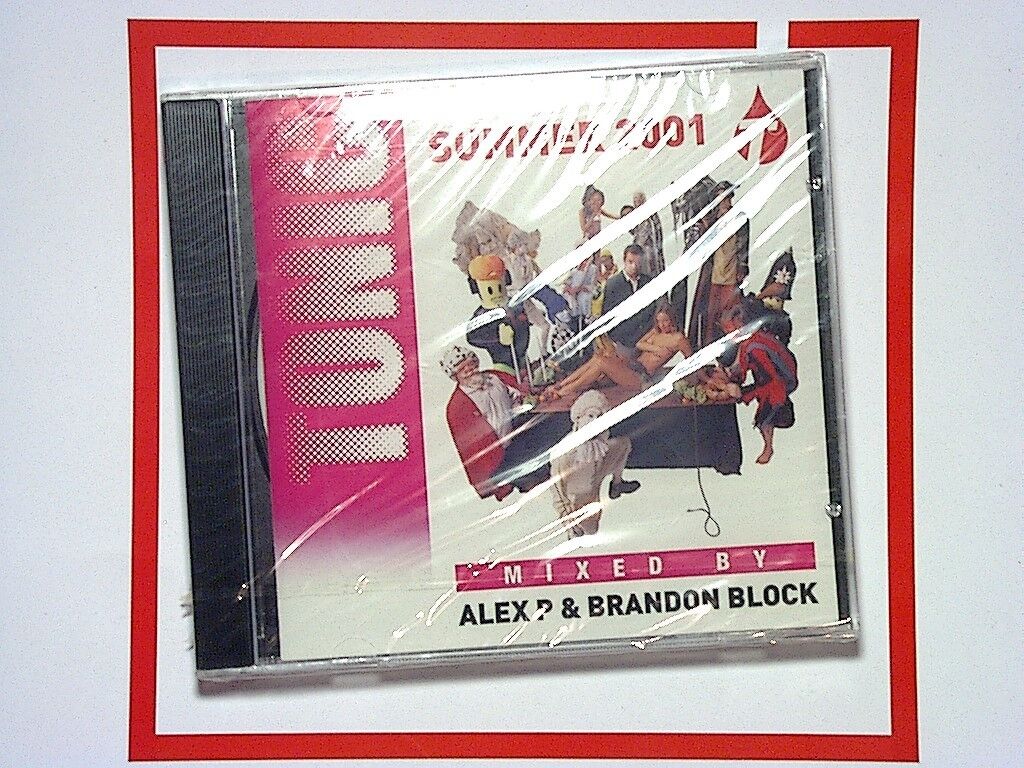 SUMMER 2001
TONIC
MIXED BY
ALEX P & BRANDON BLOCK